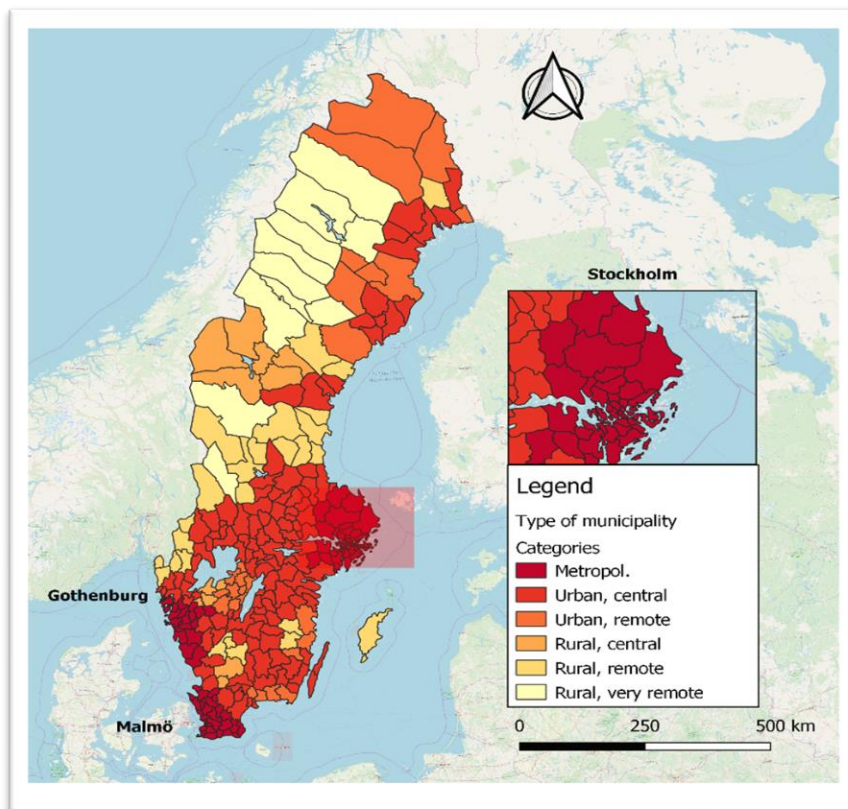 Stockholm
Legend
Type of municipality
Categories
Metropol.
Urban, central
Urban, remote
Rural, central
Rural, remote
Rural, very remote
Gothenburg
Malmö
0 250 500 km